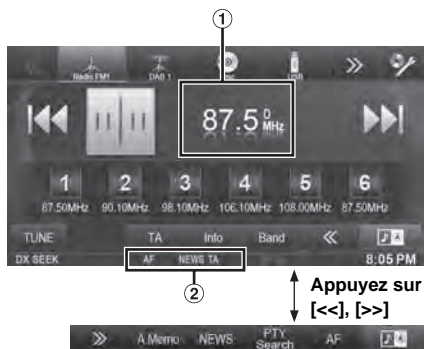 ①
Radio FM1 DAB 1 Disc USB >>
87.5 0 MHz
1 2 3 4 5 6
87.50MHz 90.10MHz 98.10MHz 106.10MHz 108.00MHz 87.50MHz
TUNE TA Info Band <<
DX SEEK AF NEWS TA 8:05 PM
②
Appuyez sur
[<<], [>>]
>> A.Memo NEWS PTY Search AF